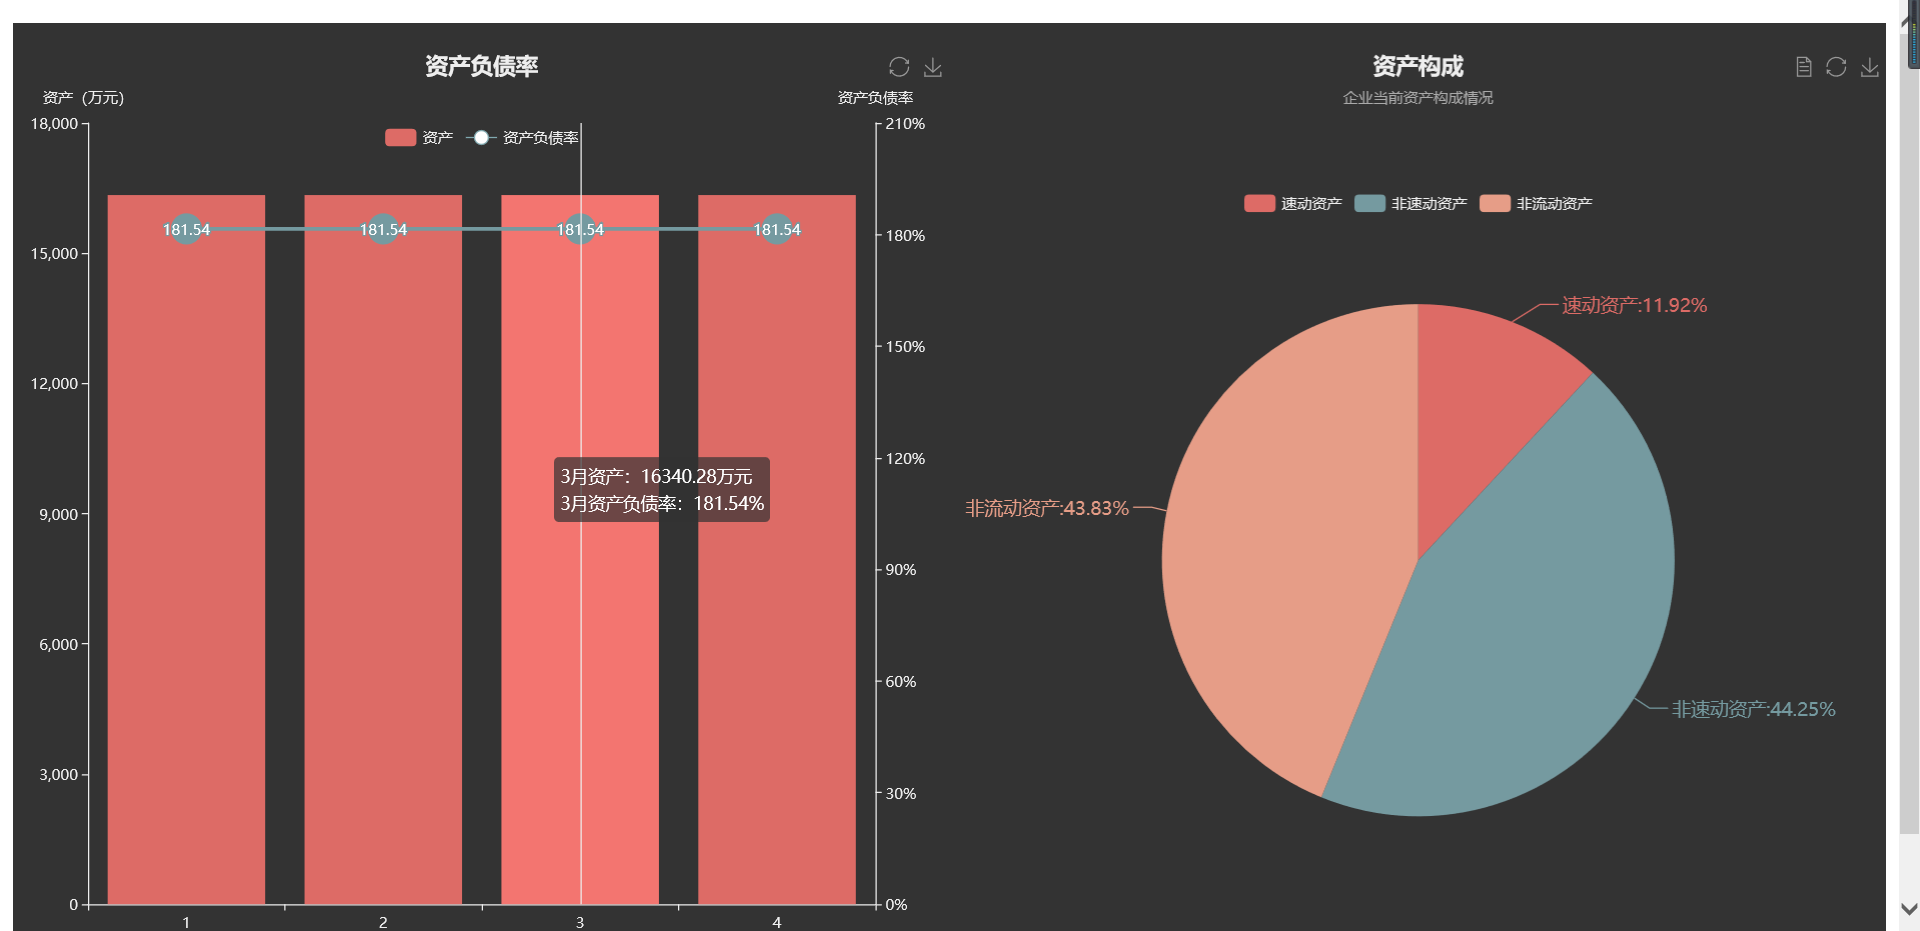 资产负债率
资产（万元）
资产负债率
资产
资产负债率
18,000
15,000
12,000
9,000
6,000
3,000
0
210%
180%
150%
120%
90%
60%
30%
0%
181.54
181.54
181.54
181.54
3月资产：16340.28万元
3月资产负债率：181.54%
1
2
3
4
资产构成
企业当前资产构成情况
速动资产
非速动资产
非流动资产
速动资产:11.92%
非流动资产:43.83%
非速动资产:44.25%